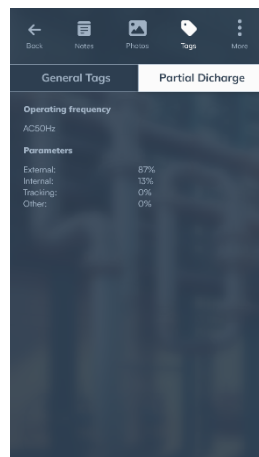 Back Notes Photos Tags More
General Tags Partial Dicharge
Operating frequency
AC50Hz
Parameters
External: 87%
Internal: 13%
Tracking: 0%
Other: 0%